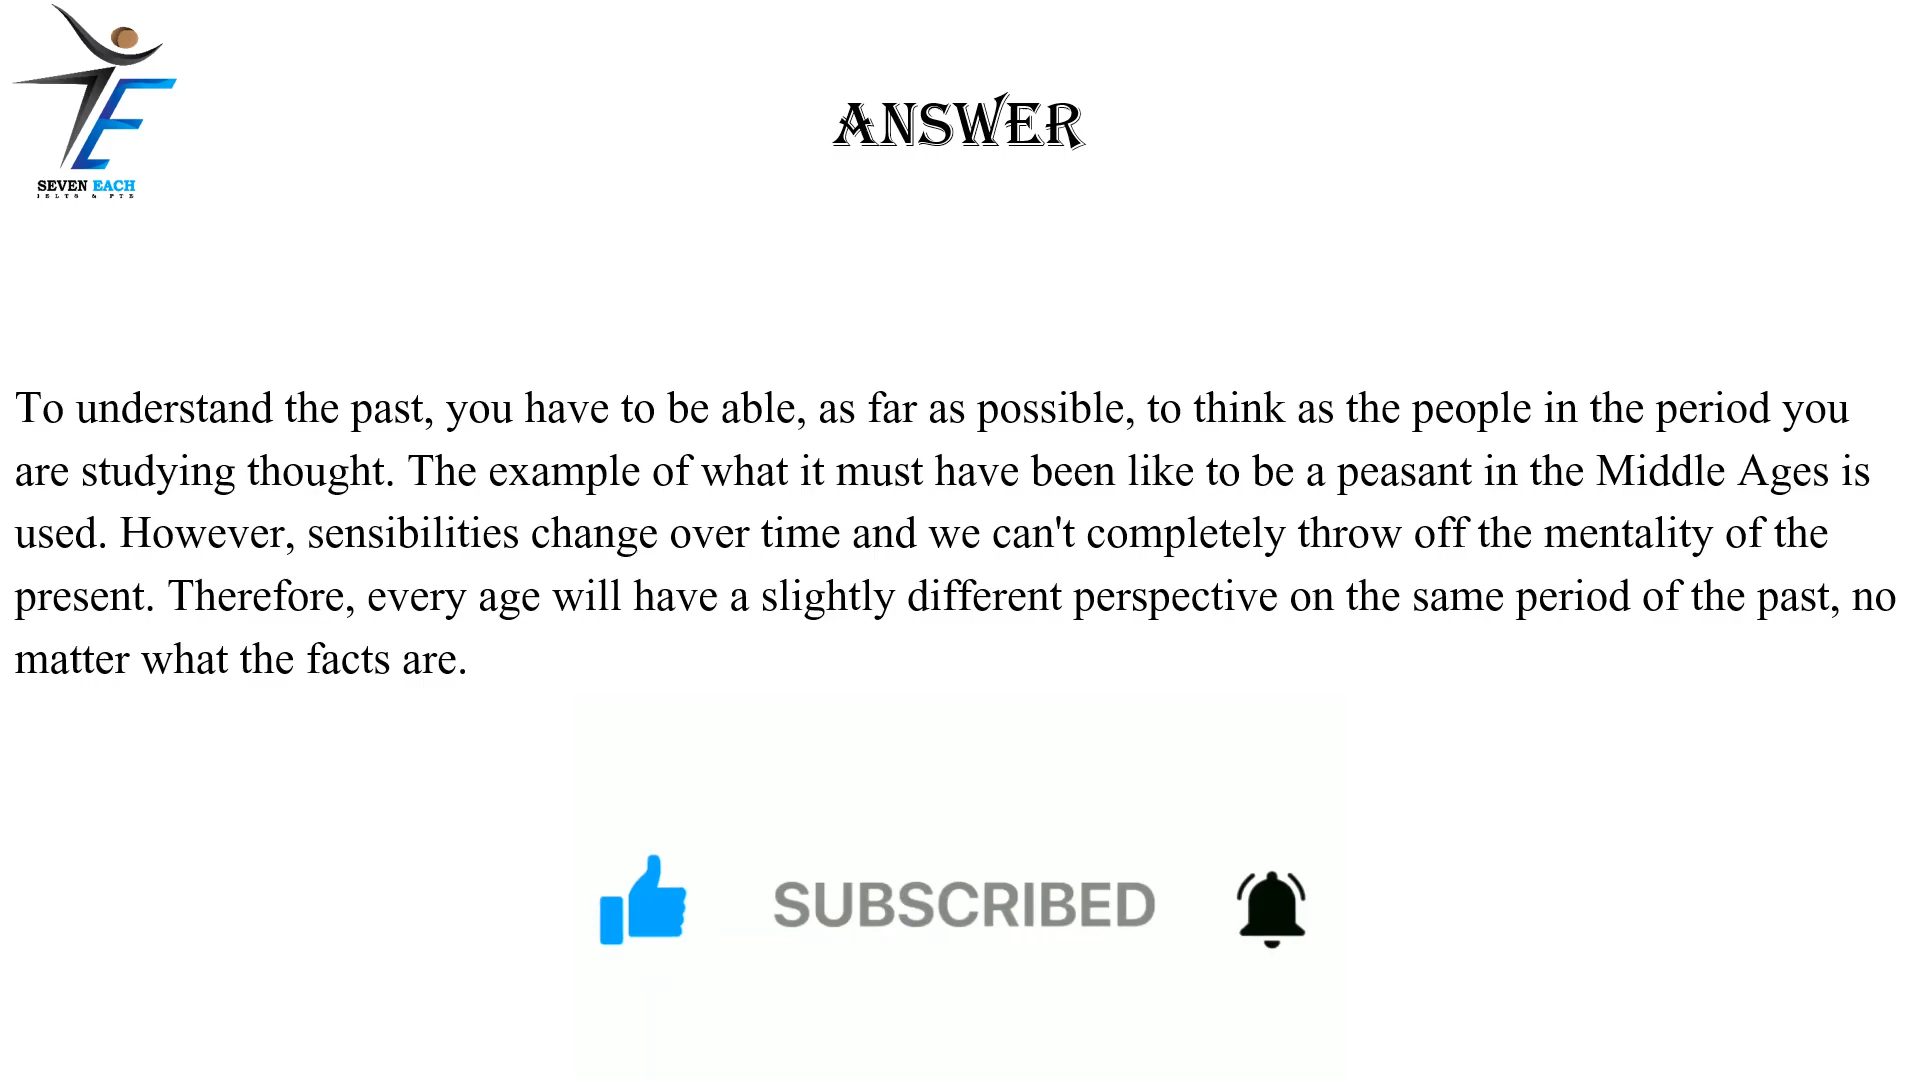 ANSWER
SEVEN EACH
IELTS & PTE
To understand the past, you have to be able, as far as possible, to think as the people in the period you
are studying thought. The example of what it must have been like to be a peasant in the Middle Ages is
used. However, sensibilities change over time and we can't completely throw off the mentality of the
present. Therefore, every age will have a slightly different perspective on the same period of the past, no
matter what the facts are.
SUBSCRIBED